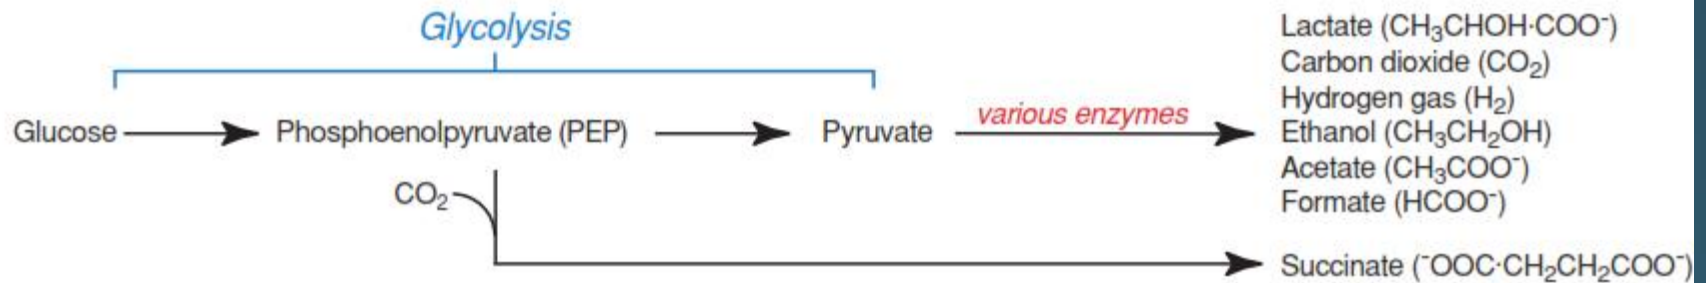 Glycolysis
Glucose
Phosphoenolpyruvate (PEP)
Pyruvate
various enzymes
Lactate (CH₃CHOH·COO⁻)
Carbon dioxide (CO₂)
Hydrogen gas (H₂)
Ethanol (CH₃CH₂OH)
Acetate (CH₃COO⁻)
Formate (HCOO⁻)
CO₂
Succinate (⁻OOC·CH₂CH₂COO⁻)